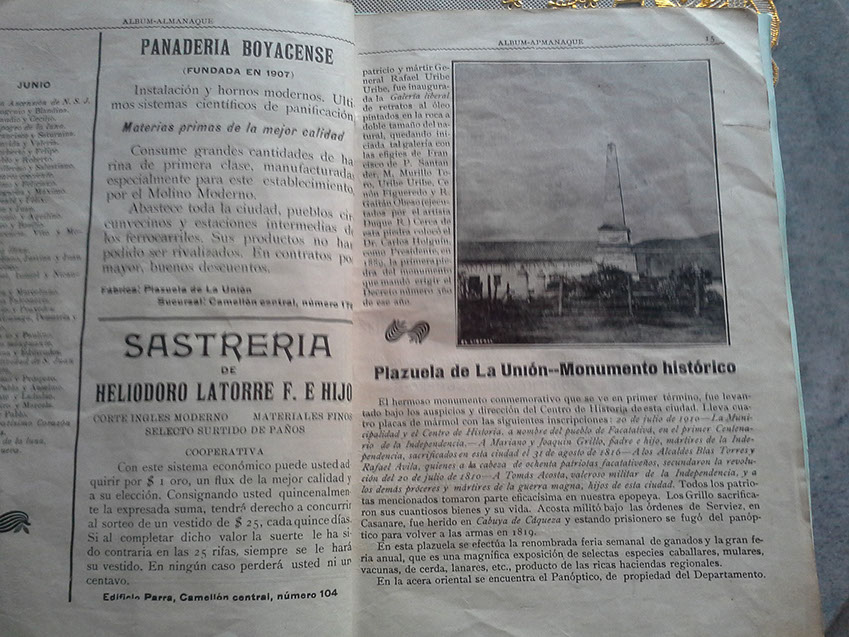 ALBUM-ALMANAQUE
JUNIO
PANADERIA BOYACENSE
(FUNDADA EN 1907)
Instalación y hornos modernos. Ulti
mos sistemas científicos de panificación
Materias primas de la mejor calidad
Consume grandes cantidades de ha
rina de primera clase, manufacturada
especialmente para este establecimiento
por el Molino Moderno.
Abastece toda la ciudad, pueblos cir
cunvecinos y estaciones intermedias de
los ferrocarriles. Sus productos no han
podido ser rivalizados. En contratos por
mayor, buenos descuentos.
Fábrica: Plazuela de La Unión
Sucursal: Camellón central, número 170
SASTRERIA
DE
HELIODORO LATORRE F. E HIJO
CORTE INGLES MODERNO MATERIALES FINOS
SELECTO SURTIDO DE PAÑOS
COOPERATIVA
Con este sistema económico puede usted ad
quirir por $ 1 oro, un flux de la mejor calidad y
a su elección. Consignando usted quincenalmen
te la expresada suma, tendrá derecho a concurrir
al sorteo de un vestido de $ 25, cada quince días.
Si al completar dicho valor la suerte le ha si
do contraria en las 25 rifas, siempre se le hará
su vestido. En ningún caso perderá usted ni un
centavo.
Edificio Parra, Camellón central, número 104
ALBUM-APMANAQUE
15
patricio y mártir Ge
neral Rafael Uribe
Uribe, fue inaugura
da la Galería liberal
de retratos al óleo
pintados en la roca a
doble tamaño del na
tural, quedando ini
ciada tal galería con
las efigies de Fran
cisco de P. Santan
der, M. Murillo To
ro, Uribe Uribe, Ce
nón Figueredo y R.
Gaitán Obeso (ejecu
tados por el artista
Duque R.) Cerca de
esta piedra colocó el
Dr. Carlos Holguín,
como Presidente, en
1889, la primera pie
dra del monumento
que mandó erigir el
Decreto número 250
de ese año.
EL LIBERAL
Plazuela de La Unión--Monumento histórico
El hermoso monumento conmemorativo que se ve en primer término, fue levan
tado bajo los auspicios y dirección del Centro de Historia de esta ciudad. Lleva cua
tro placas de mármol con las siguientes inscripciones: 20 de julio de 1910—La Muni
cipalidad y el Centro de Historia, a nombre del pueblo de Facatativá, en el primer Centena
rio de la Independencia.—A Mariano y Joaquín Grillo, padre e hijo, mártires de la Inde
pendencia, sacrificados en esta ciudad el 31 de agosto de 1816—A los Alcaldes Blas Torres y
Rafael Avila, quienes a la cabeza de ochenta patriotas facatativeños, secundaron la revolu
ción del 20 de julio de 1810—A Tomás Acosta, valeroso militar de la Independencia, y a
los demás próceres y mártires de la guerra magna, hijos de esta ciudad. Todos los patrio
tas mencionados tomaron parte eficacísima en nuestra epopeya. Los Grillo sacrifica
ron sus cuantiosos bienes y su vida. Acosta militó bajo las órdenes de Serviez, en
Casanare, fue herido en Cabuya de Cáqueza y estando prisionero se fugó del panóp
tico para volver a las armas en 1819.
En esta plazuela se efectúa la renombrada feria semanal de ganados y la gran fe
ria anual, que es una magnífica exposición de selectas especies caballares, mulares,
vacunas, de cerda, lanares, etc., producto de las ricas haciendas regionales.
En la acera oriental se encuentra el Panóptico, de propiedad del Departamento.